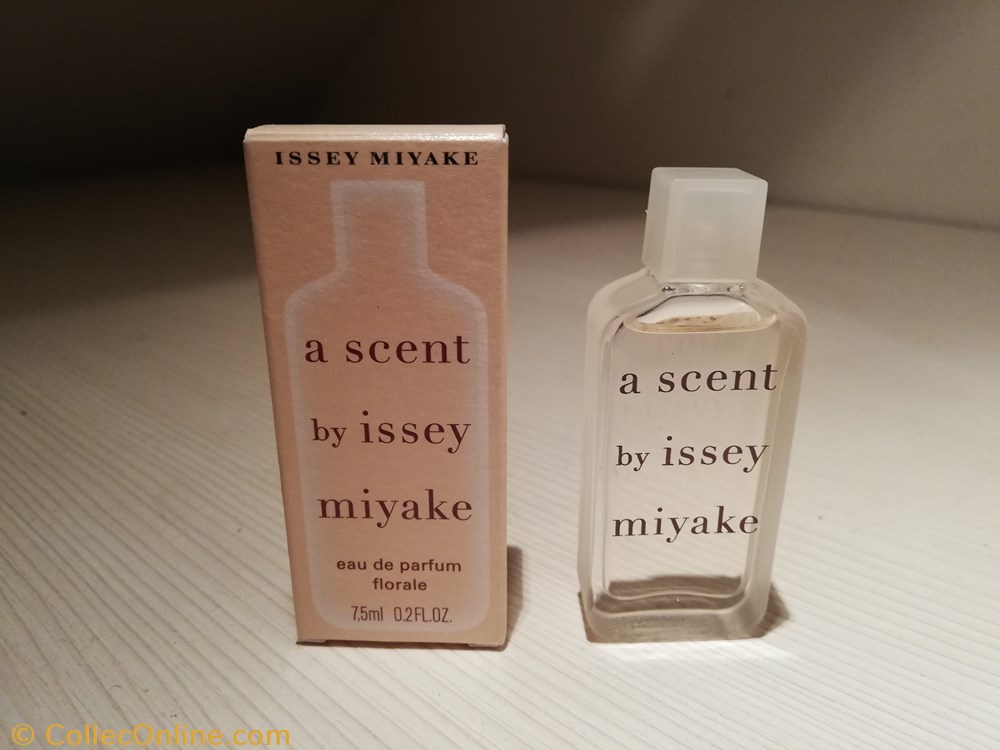 ISSEY MIYAKE
a scent
by issey
miyake
eau de parfum
florale
7,5ml 0.2FL.OZ.
a scent
by issey
miyake
© CollecOnline.com